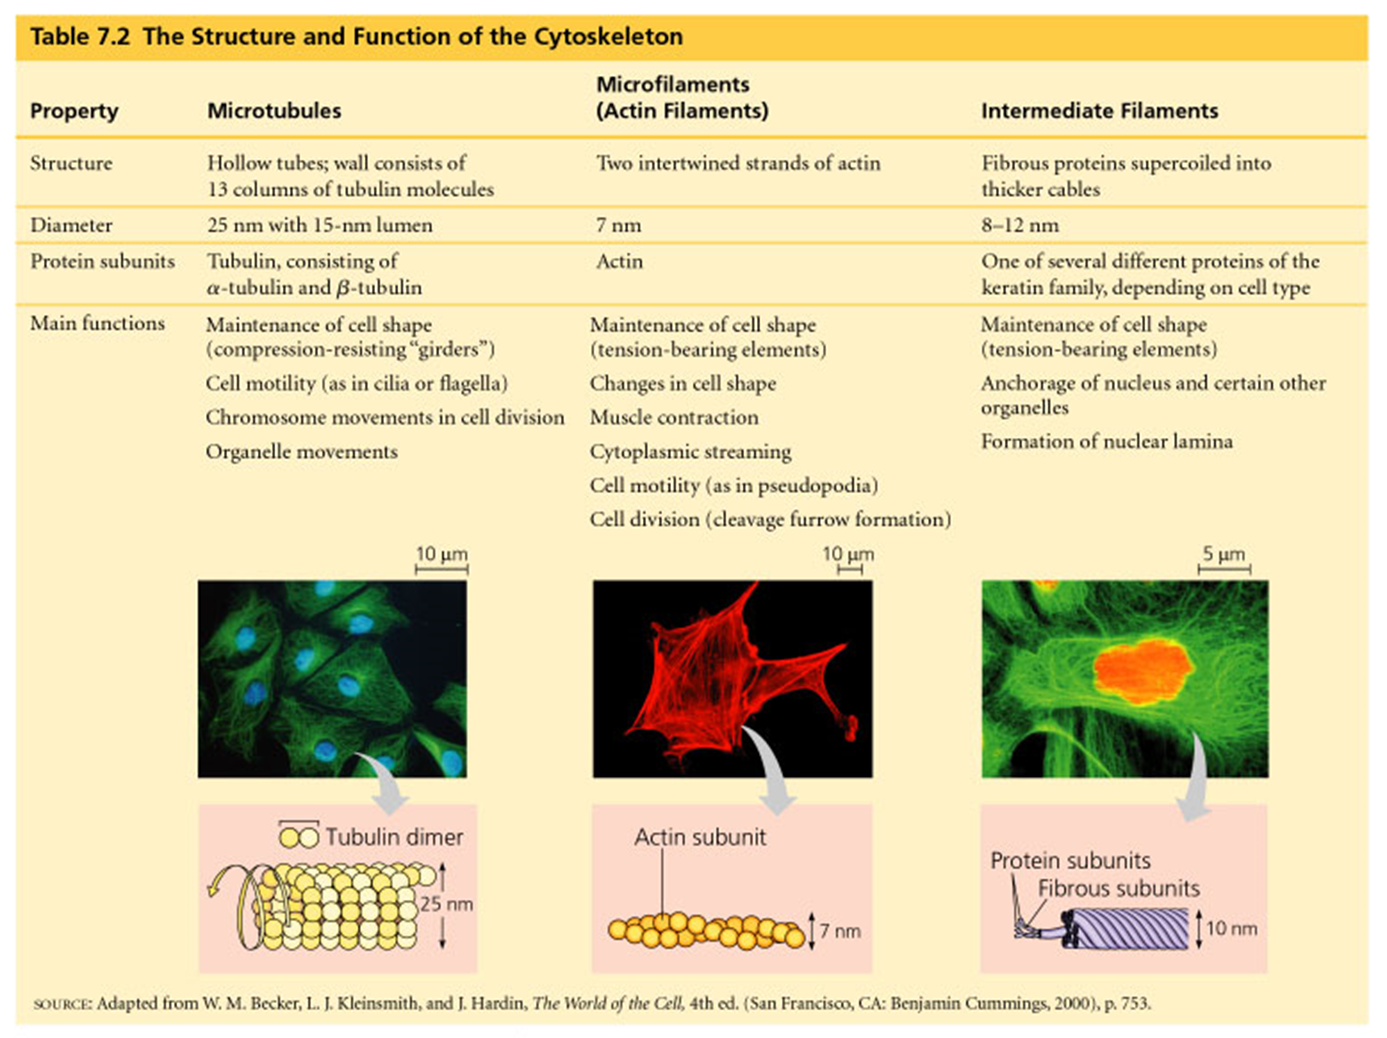 Table 7.2 The Structure and Function of the Cytoskeleton
Property
Microtubules
Microfilaments
(Actin Filaments)
Intermediate Filaments
Structure
Hollow tubes; wall consists of
13 columns of tubulin molecules
Two intertwined strands of actin
Fibrous proteins supercoiled into
thicker cables
Diameter
25 nm with 15-nm lumen
7 nm
8–12 nm
Protein subunits
Tubulin, consisting of
α-tubulin and β-tubulin
Actin
One of several different proteins of the
keratin family, depending on cell type
Main functions
Maintenance of cell shape
(compression-resisting “girders”)
Cell motility (as in cilia or flagella)
Chromosome movements in cell division
Organelle movements
Maintenance of cell shape
(tension-bearing elements)
Changes in cell shape
Muscle contraction
Cytoplasmic streaming
Cell motility (as in pseudopodia)
Cell division (cleavage furrow formation)
Maintenance of cell shape
(tension-bearing elements)
Anchorage of nucleus and certain other
organelles
Formation of nuclear lamina
10 µm
10 µm
5 µm
Tubulin dimer
25 nm
Actin subunit
7 nm
Protein subunits
Fibrous subunits
10 nm
SOURCE: Adapted from W. M. Becker, L. J. Kleinsmith, and J. Hardin, The World of the Cell, 4th ed. (San Francisco, CA: Benjamin Cummings, 2000), p. 753.